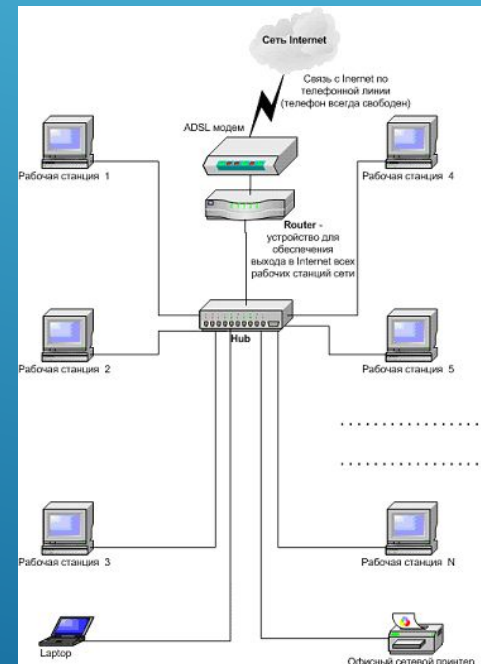 Сеть Internet
Связь с Inernet по
телефонной линии
(телефон всегда свободен)
ADSL модем
Рабочая станция 1
Рабочая станция 4
Router -
устройство для
обеспечения
выхода в Internet всех
рабочих станций сети
Hub
Рабочая станция 2
Рабочая станция 5
Рабочая станция 3
Рабочая станция N
Laptop
Офисный сетевой принтер